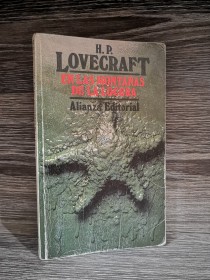 H. P.
LOVECRAFT
EN LAS MONTAÑAS
DE LA LOCURA
Alianza Editorial